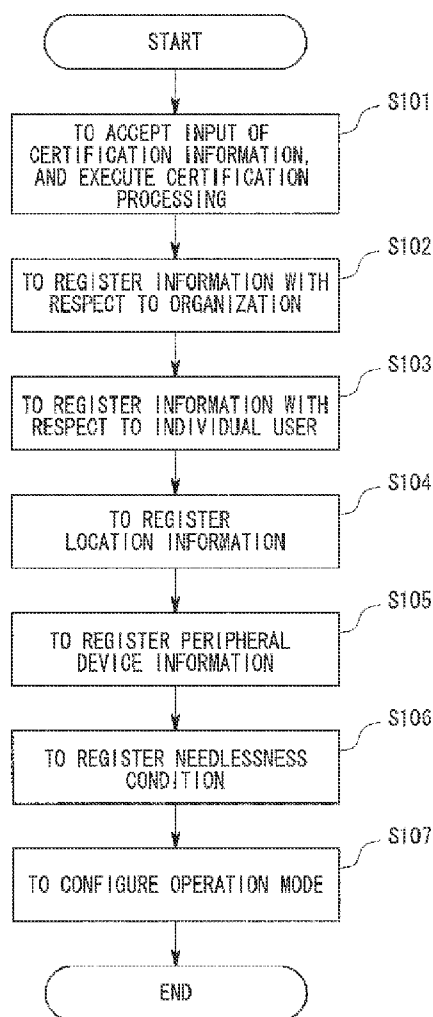 START
S101
TO ACCEPT INPUT OF
CERTIFICATION INFORMATION,
AND EXECUTE CERTIFICATION
PROCESSING
S102
TO REGISTER INFORMATION WITH
RESPECT TO ORGANIZATION
S103
TO REGISTER INFORMATION WITH
RESPECT TO INDIVIDUAL USER
S104
TO REGISTER
LOCATION INFORMATION
S105
TO REGISTER PERIPHERAL
DEVICE INFORMATION
S106
TO REGISTER NEEDLESSNESS
CONDITION
S107
TO CONFIGURE OPERATION MODE
END